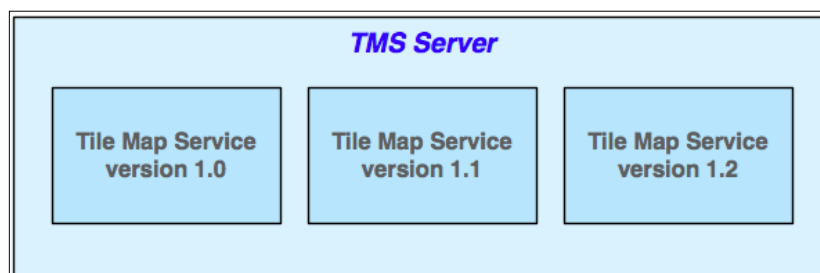 TMS Server
Tile Map Service
version 1.0
Tile Map Service
version 1.1
Tile Map Service
version 1.2